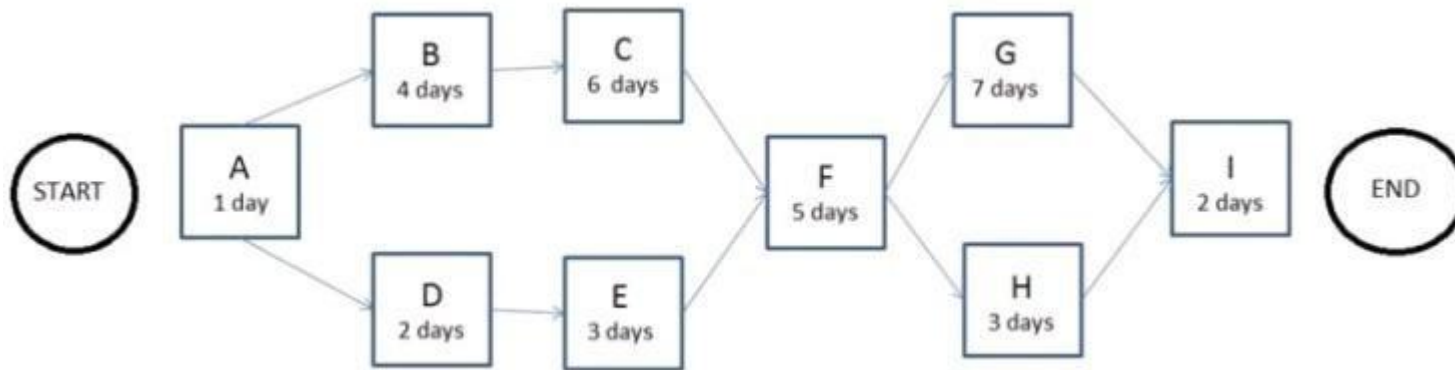 START
A
1 day
B
4 days
C
6 days
D
2 days
E
3 days
F
5 days
G
7 days
H
3 days
I
2 days
END